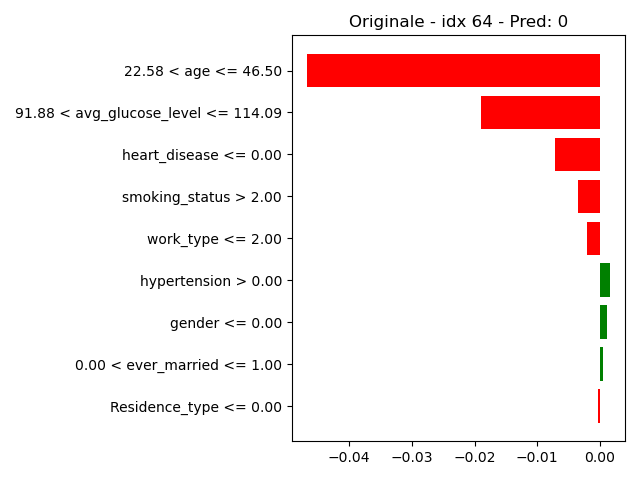 Originale - idx 64 - Pred: 0
22.58 < age <= 46.50
91.88 < avg_glucose_level <= 114.09
heart_disease <= 0.00
smoking_status > 2.00
work_type <= 2.00
hypertension > 0.00
gender <= 0.00
0.00 < ever_married <= 1.00
Residence_type <= 0.00
−0.04 −0.03 −0.02 −0.01 0.00